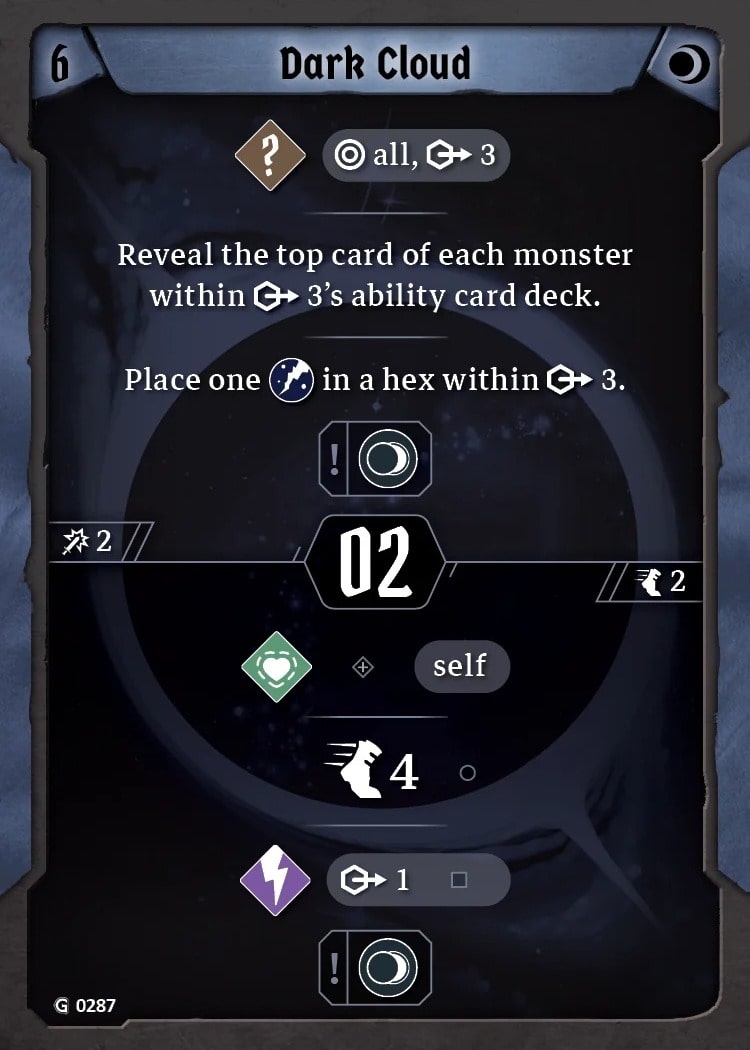 6
Dark Cloud
?
all, 3
Reveal the top card of each monster
within 3's ability card deck.
Place one in a hex within 3.
!
2
02
2
self
4
1
!
G 0287